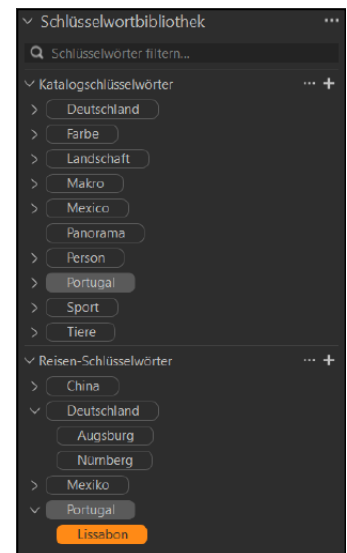 Schlüsselwortbibliothek
Schlüsselwörter filtern...
Katalogschlüsselwörter
Deutschland
Farbe
Landschaft
Makro
Mexico
Panorama
Person
Portugal
Sport
Tiere
Reisen-Schlüsselwörter
China
Deutschland
Augsburg
Nürnberg
Mexiko
Portugal
Lissabon